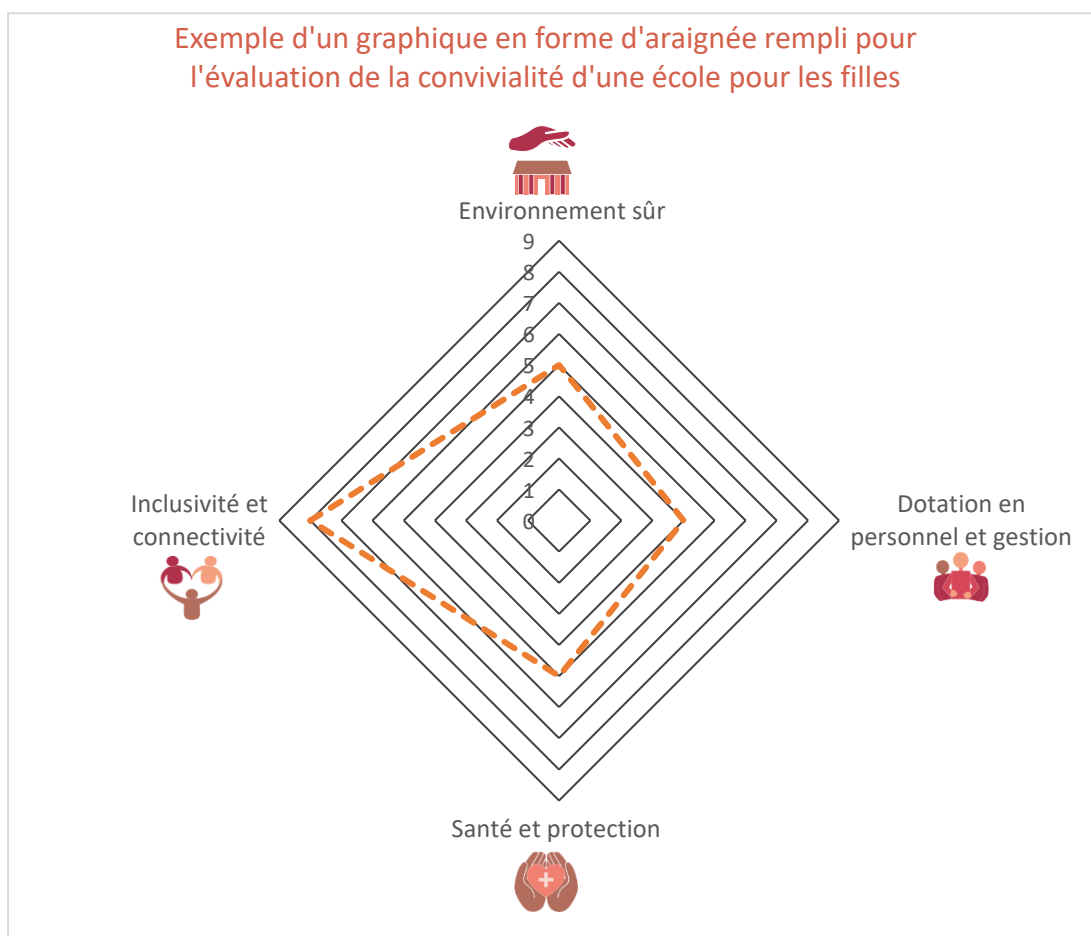 Exemple d'un graphique en forme d'araignée rempli pour
l'évaluation de la convivialité d'une école pour les filles
Environnement sûr
9
8
7
6
5
4
3
2
1
0
Inclusivité et
connectivité
Dotation en
personnel et gestion
Santé et protection